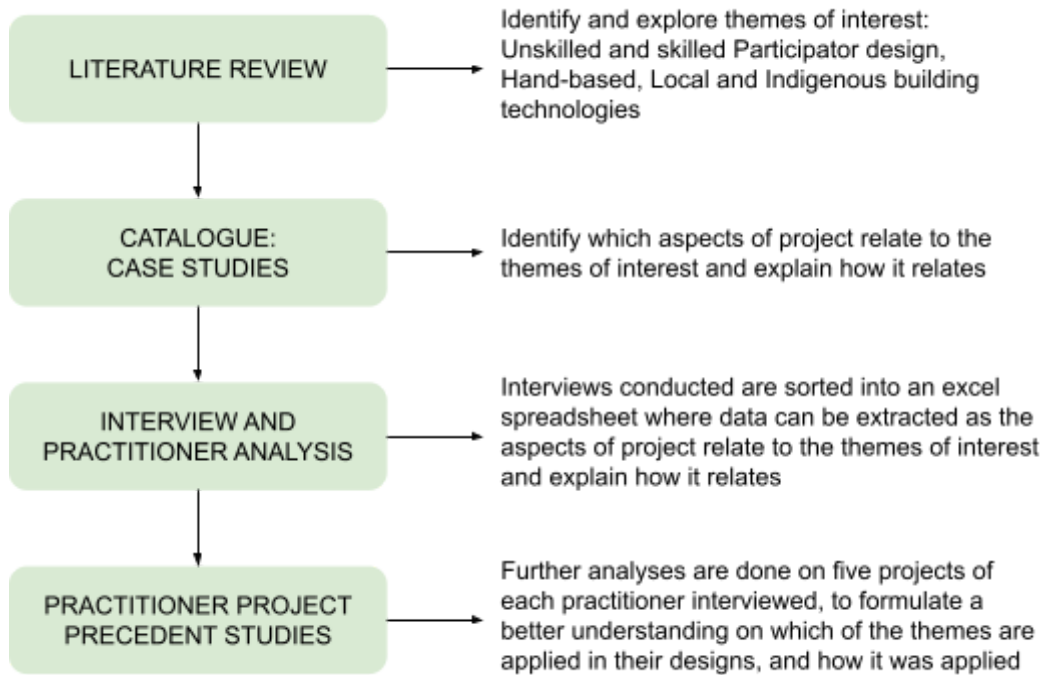 LITERATURE REVIEW
Identify and explore themes of interest:
Unskilled and skilled Participator design,
Hand-based, Local and Indigenous building
technologies
CATALOGUE:
CASE STUDIES
Identify which aspects of project relate to the
themes of interest and explain how it relates
INTERVIEW AND
PRACTITIONER ANALYSIS
Interviews conducted are sorted into an excel
spreadsheet where data can be extracted as the
aspects of project relate to the themes of interest
and explain how it relates
PRACTITIONER PROJECT
PRECEDENT STUDIES
Further analyses are done on five projects of
each practitioner interviewed, to formulate a
better understanding on which of the themes are
applied in their designs, and how it was applied